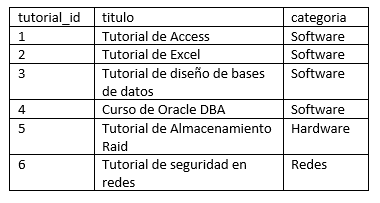 tutorial_id titulo categoria
1 Tutorial de Access Software
2 Tutorial de Excel Software
3 Tutorial de diseño de bases Software
de datos
4 Curso de Oracle DBA Software
5 Tutorial de Almacenamiento Hardware
Raid
6 Tutorial de seguridad en Redes
redes